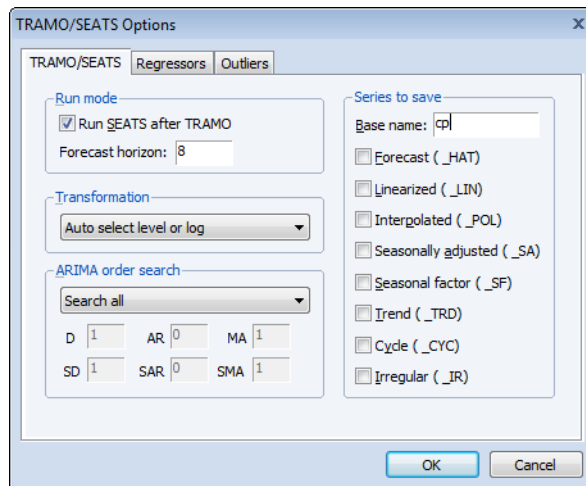 TRAMO/SEATS Options
x
TRAMO/SEATS Regressors Outliers
Run mode
Run SEATS after TRAMO
Forecast horizon: 8
Transformation
Auto select level or log
ARIMA order search
Search all
D 1 AR 0 MA 1
SD 1 SAR 0 SMA 1
Series to save
Base name: cp
Forecast ( _HAT)
Linearized ( _LIN)
Interpolated ( _POL)
Seasonally adjusted ( _SA)
Seasonal factor ( _SF)
Trend ( _TRD)
Cycle ( _CYC)
Irregular ( _IR)
OK Cancel